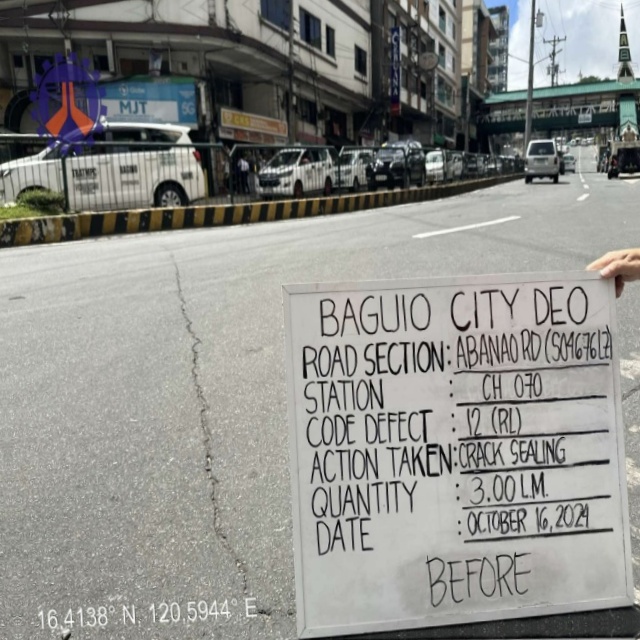 MJT
BAGUIO CITY DEO
ROAD SECTION: ABANAO RD (S04676LZ)
STATION : CH 070
CODE DEFECT : 12 (RL)
ACTION TAKEN: CRACK SEALING
QUANTITY : 3.00 L.M.
DATE : OCTOBER 16, 2024
BEFORE
16.4138° N, 120.5944° E